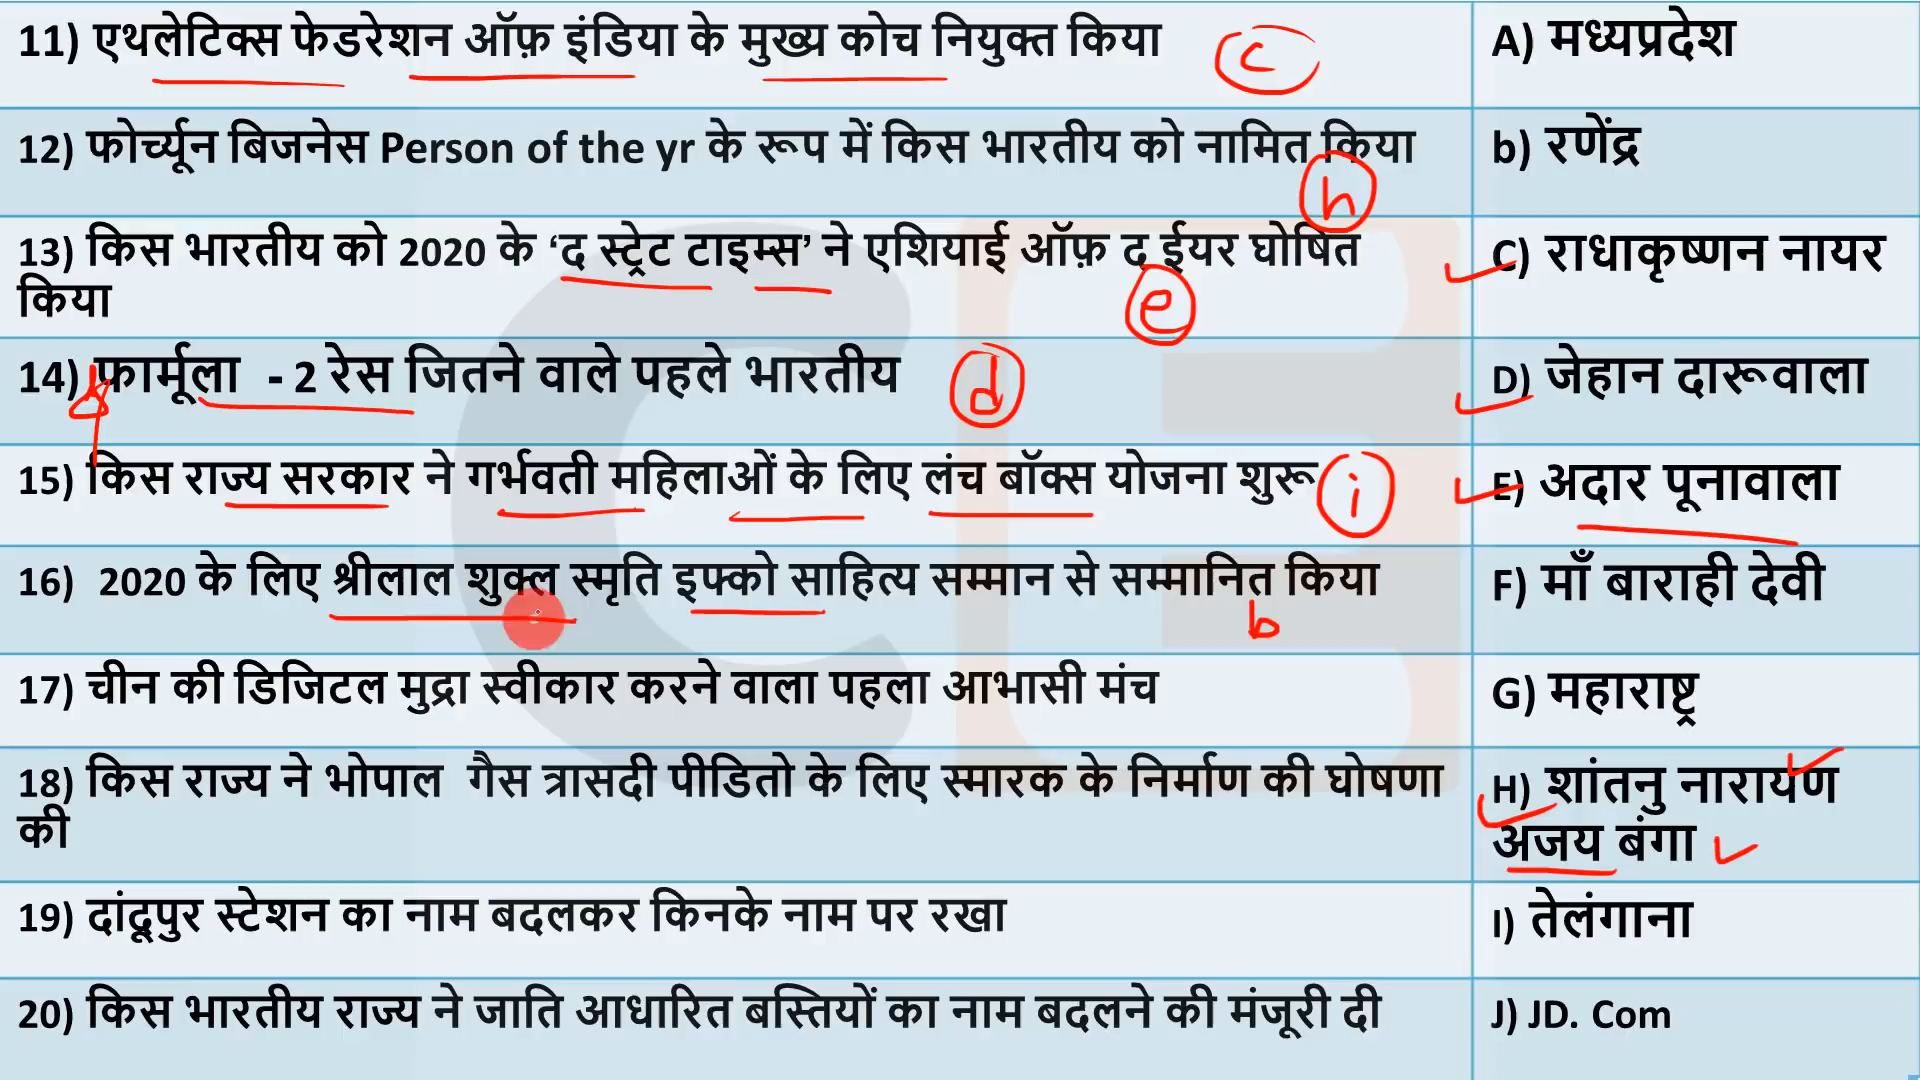 11) एथलेटिक्स फेडरेशन ऑफ़ इंडिया के मुख्य कोच नियुक्त किया c
A) मध्यप्रदेश
12) फोर्च्यून बिजनेस Person of the yr के रूप में किस भारतीय को नामित किया
h
b) रणेंद्र
13) किस भारतीय को 2020 के ‘द स्ट्रेट टाइम्स’ ने एशियाई ऑफ़ द ईयर घोषित
किया
e
C) राधाकृष्णन नायर
14) फार्मूला - 2 रेस जितने वाले पहले भारतीय d
D) जेहान दारूवाला
15) किस राज्य सरकार ने गर्भवती महिलाओं के लिए लंच बॉक्स योजना शुरू i
E) अदार पूनावाला
16) 2020 के लिए श्रीलाल शुक्ल स्मृति इफ्को साहित्य सम्मान से सम्मानित किया
b
F) माँ बाराही देवी
17) चीन की डिजिटल मुद्रा स्वीकार करने वाला पहला आभासी मंच
G) महाराष्ट्र
18) किस राज्य ने भोपाल गैस त्रासदी पीडितो के लिए स्मारक के निर्माण की घोषणा
की
H) शांतनु नारायण
अजय बंगा
19) दांदूपुर स्टेशन का नाम बदलकर किनके नाम पर रखा
I) तेलंगाना
20) किस भारतीय राज्य ने जाति आधारित बस्तियों का नाम बदलने की मंजूरी दी
J) JD. Com